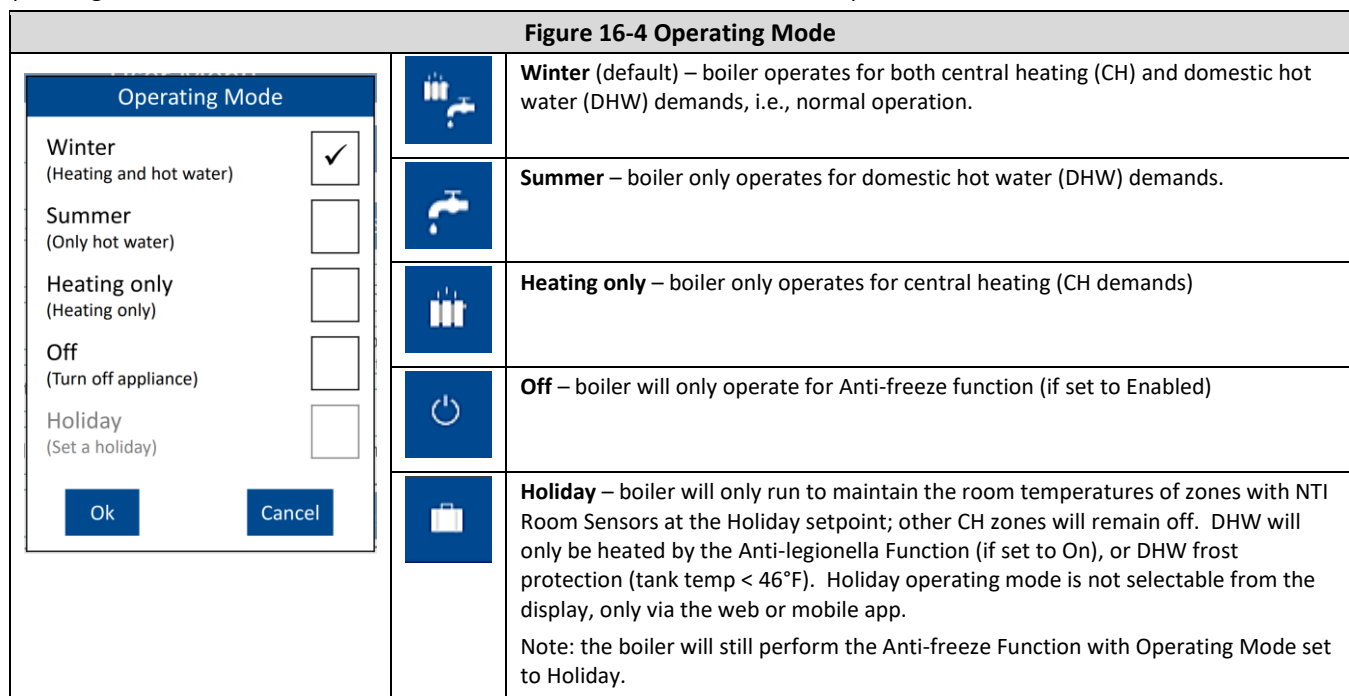 Figure 16-4 Operating Mode
Operating Mode
Winter
(Heating and hot water)
✓
Summer
(Only hot water)
Heating only
(Heating only)
Off
(Turn off appliance)
Holiday
(Set a holiday)
Ok
Cancel
Winter (default) – boiler operates for both central heating (CH) and domestic hot
water (DHW) demands, i.e., normal operation.
Summer – boiler only operates for domestic hot water (DHW) demands.
Heating only – boiler only operates for central heating (CH demands)
Off – boiler will only operate for Anti-freeze function (if set to Enabled)
Holiday – boiler will only run to maintain the room temperatures of zones with NTI
Room Sensors at the Holiday setpoint; other CH zones will remain off.  DHW will
only be heated by the Anti-legionella Function (if set to On), or DHW frost
protection (tank temp < 46°F).  Holiday operating mode is not selectable from the
display, only via the web or mobile app.
Note: the boiler will still perform the Anti-freeze Function with Operating Mode set
to Holiday.